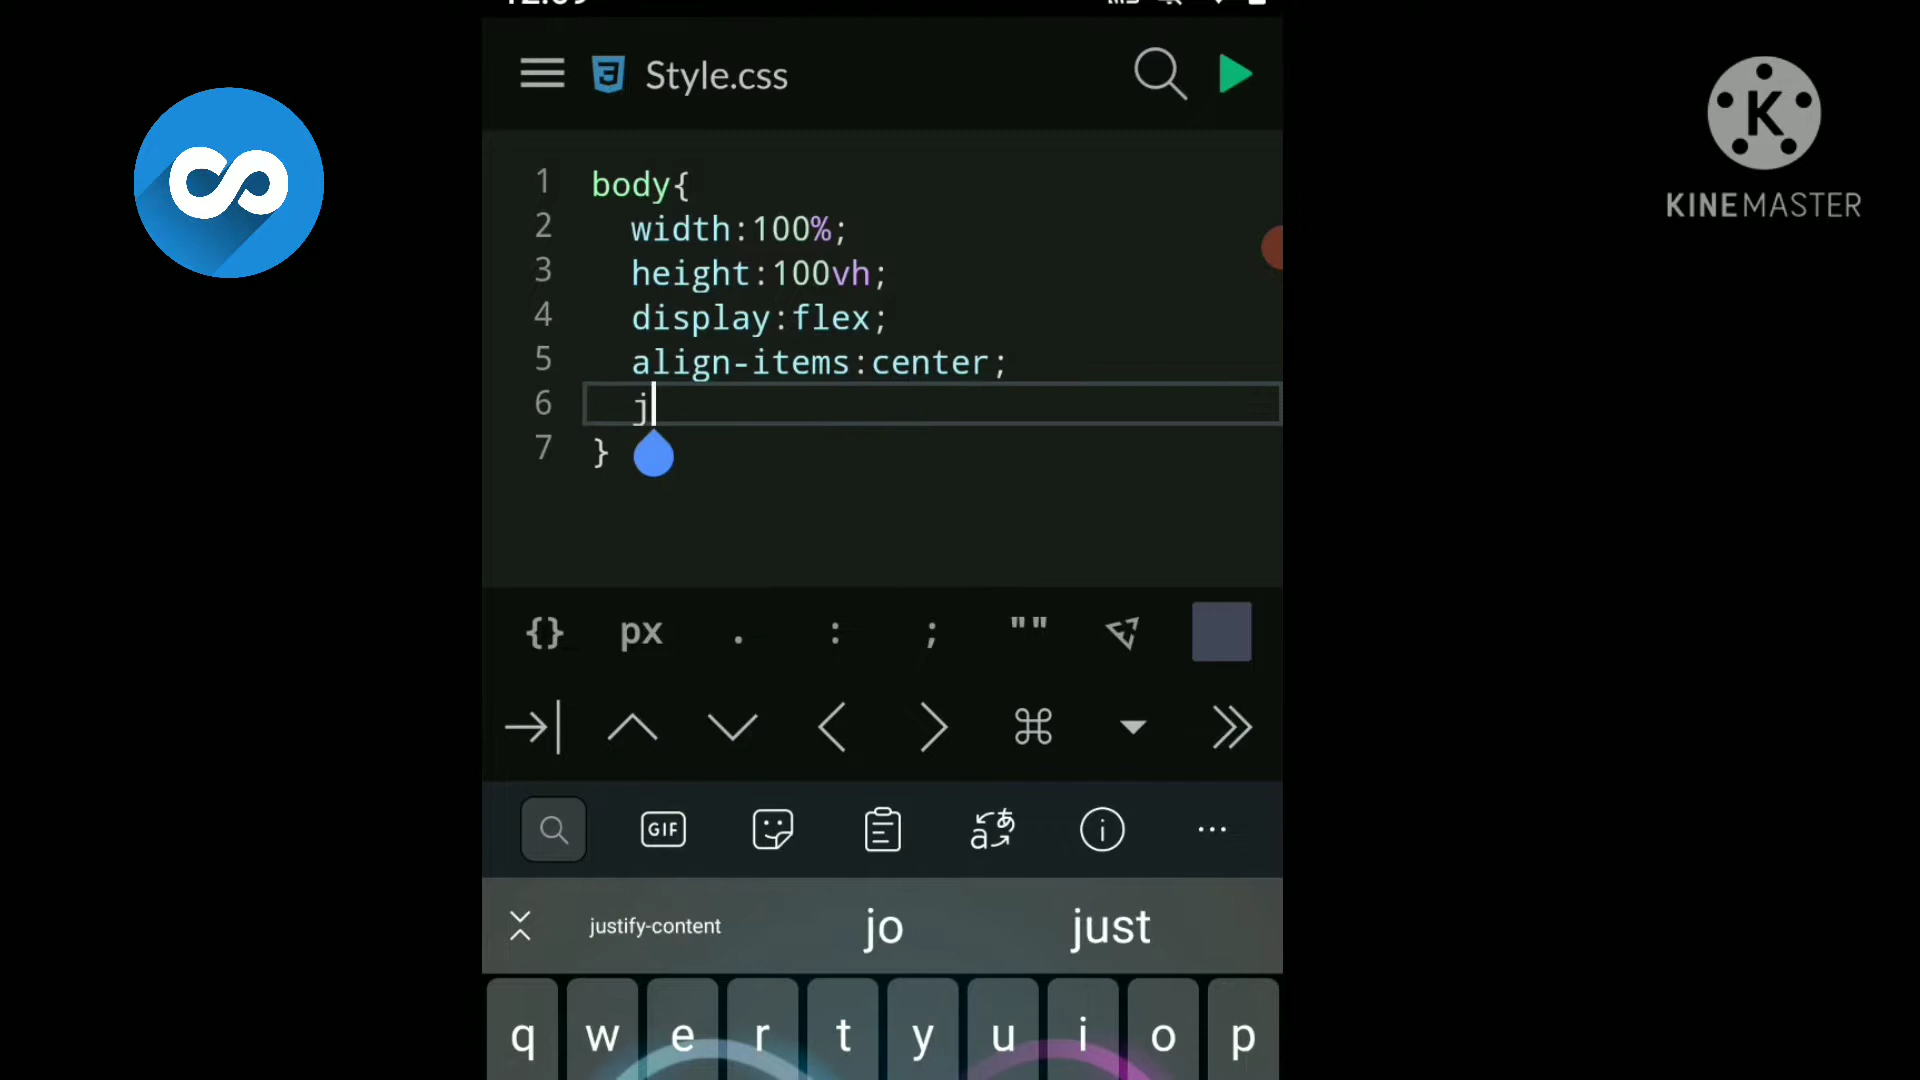 Style.css
1 body{
2 width:100%;
3 height:100vh;
4 display:flex;
5 align-items:center;
6 j
7 }
{} px . : ; ""
GIF
justify-content jo just
q w e r t y u i o p
K
KINEMASTER